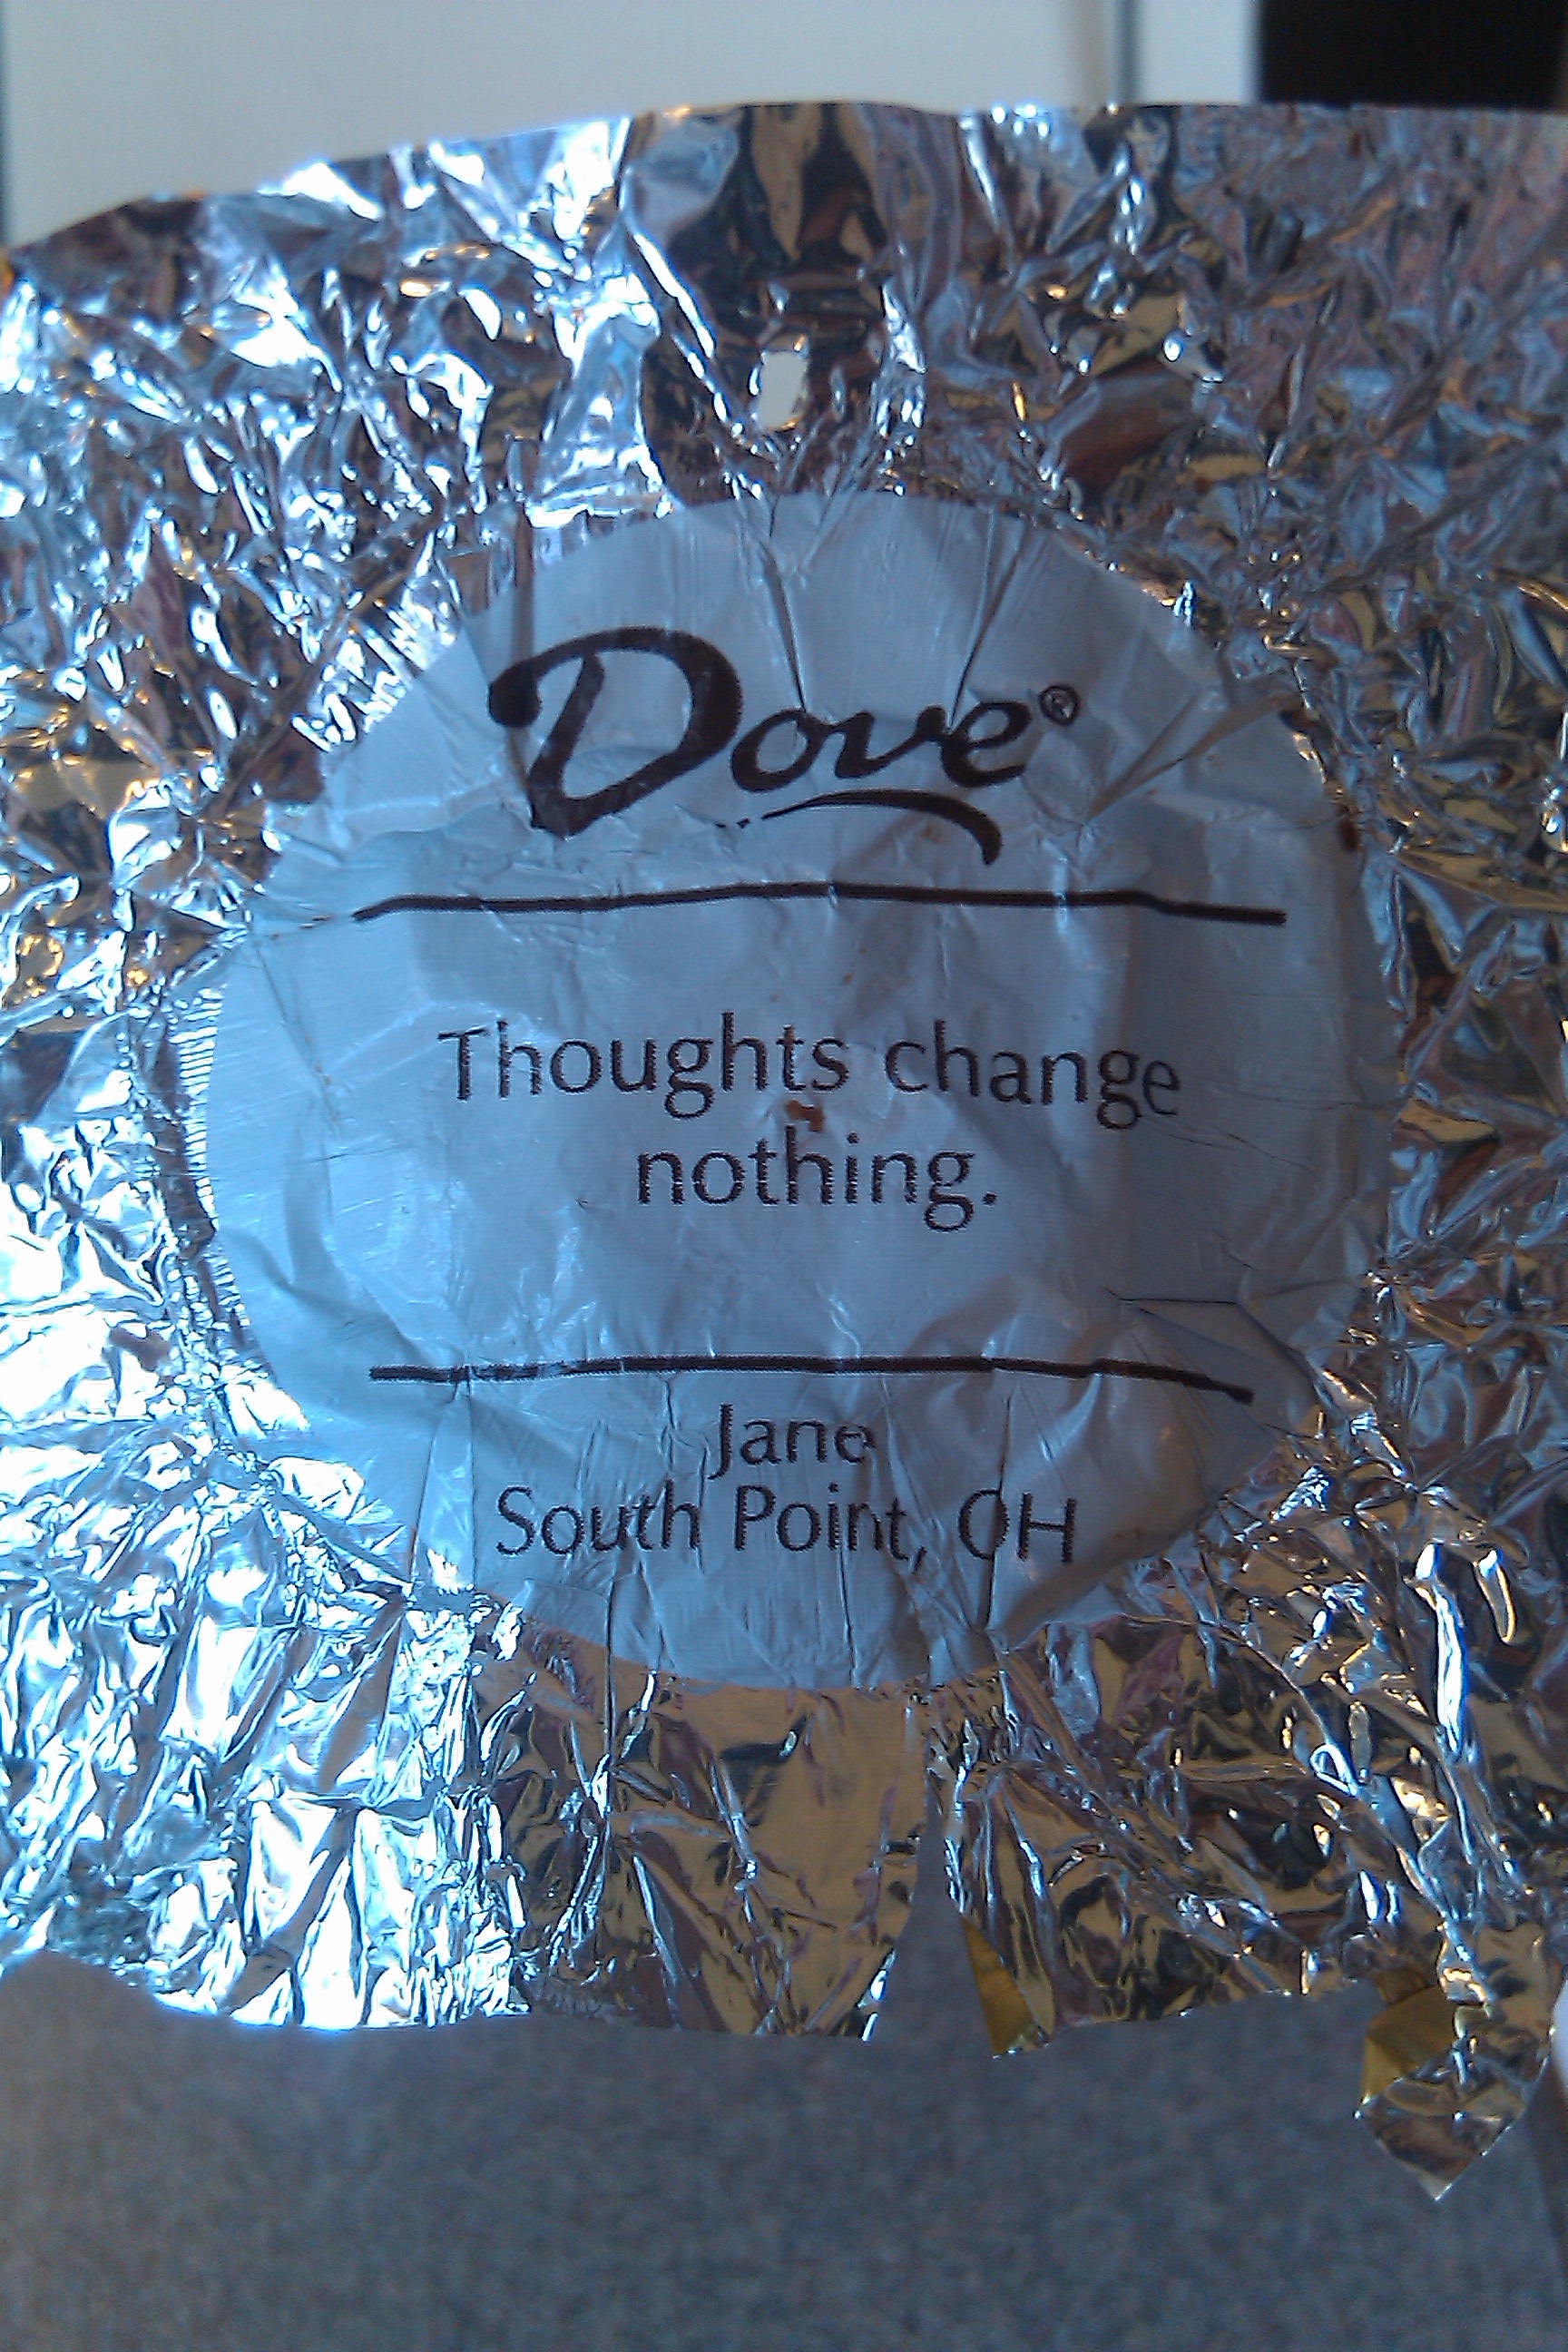 Dove®
Thoughts change
nothing.
Jane
South Point, OH